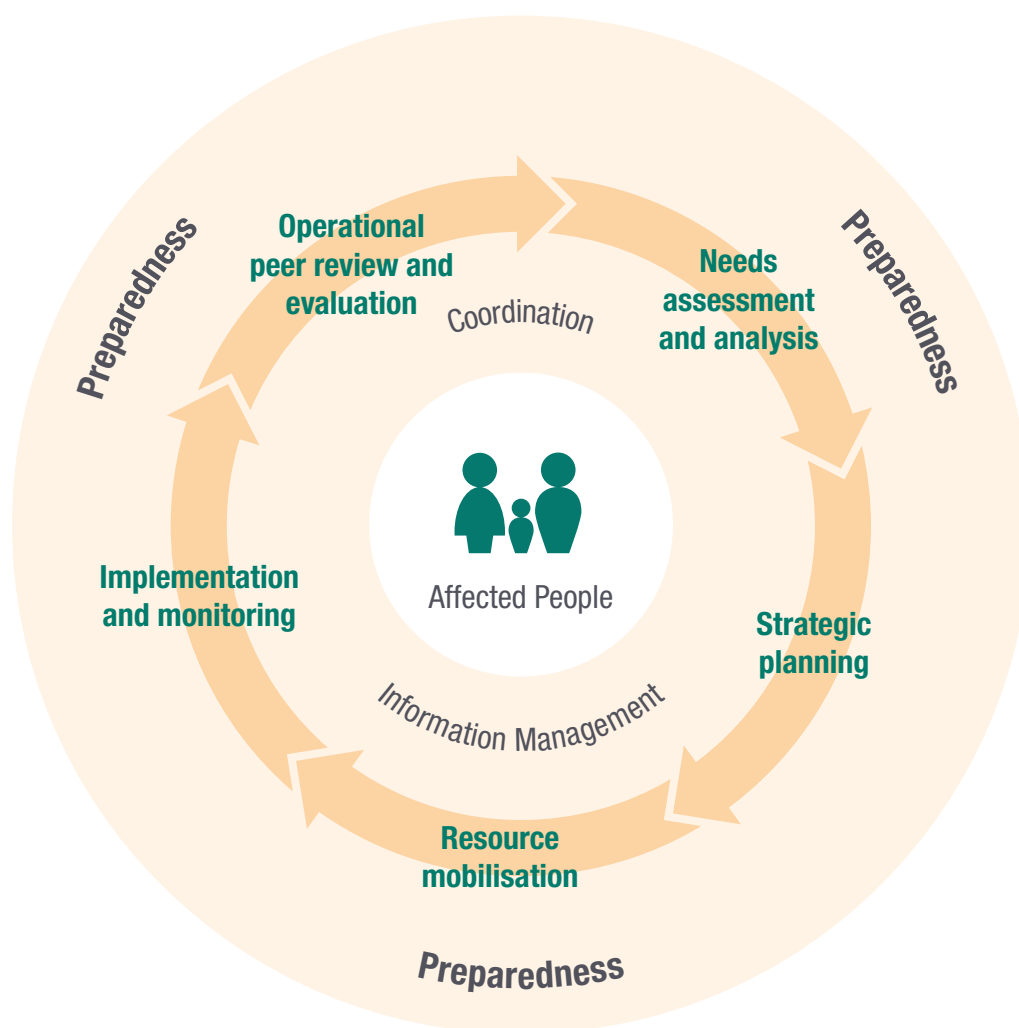 Preparedness
Preparedness
Operational
peer review and
evaluation
Needs
assessment
and analysis
Coordination
Affected People
Implementation
and monitoring
Strategic
planning
Information Management
Resource
mobilisation
Preparedness